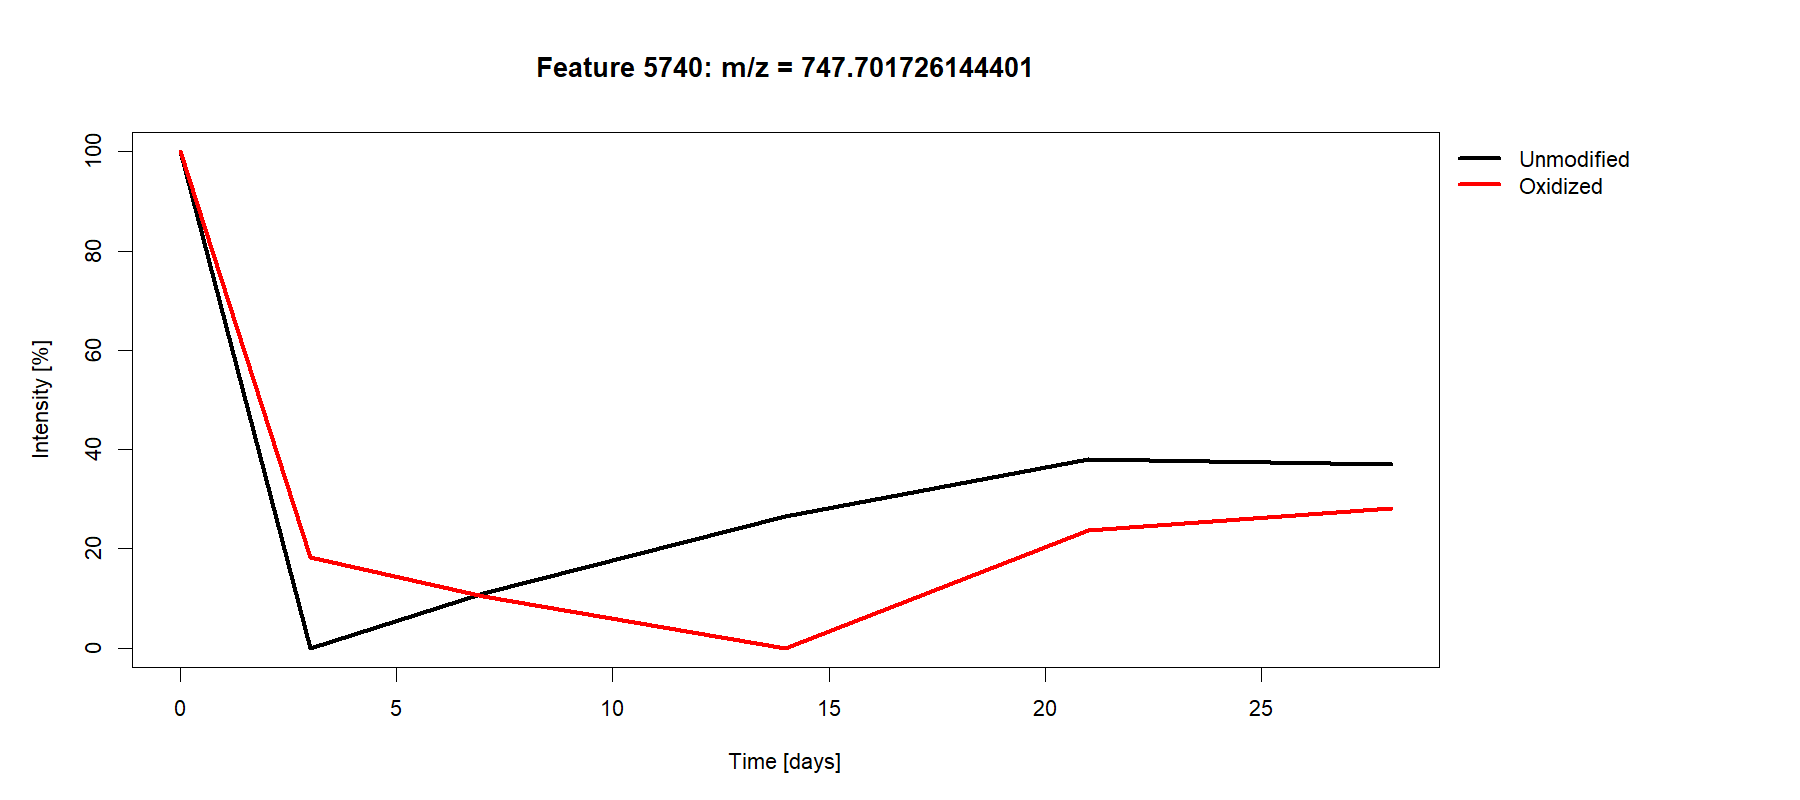 Feature 5740: m/z = 747.701726144401
Unmodified
Oxidized
Intensity [%]
100
80
60
40
20
0
0 5 10 15 20 25
Time [days]